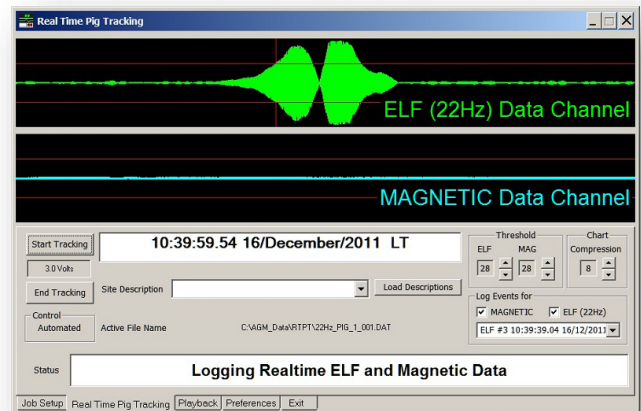 Real Time Pig Tracking
ELF (22Hz) Data Channel
MAGNETIC Data Channel
Start Tracking
10:39:59.54 16/December/2011 LT
Threshold
Chart
ELF
MAG
Compression
28
28
8
3.0 Volts
End Tracking
Site Description
Load Descriptions
Log Events for
MAGNETIC
ELF (22Hz)
Control
Automated
Active File Name
C:\AGM_Data\RTPT\22Hz_PIG_1_001.DAT
ELF #3 10:39:39.04 16/12/2011
Status
Logging Realtime ELF and Magnetic Data
Job Setup
Real Time Pig Tracking
Playback
Preferences
Exit